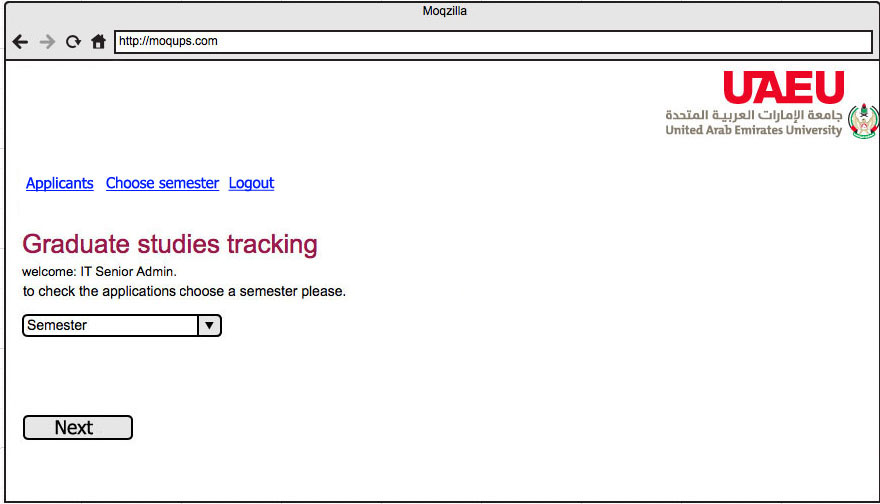 Moqzilla
http://moqups.com
UAEU
جامعة الإمارات العربية المتحدة
United Arab Emirates University
Applicants Choose semester Logout
Graduate studies tracking
welcome: IT Senior Admin.
to check the applications choose a semester please.
Semester
Next